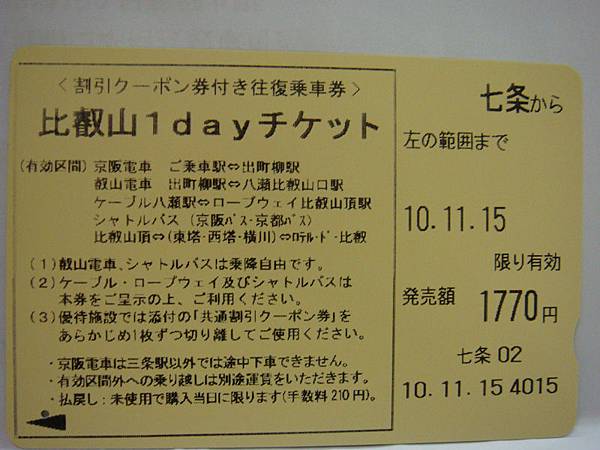 〈割引クーポン券付き往復乗車券〉
比叡山1dayチケット
(有効区間) 京阪電車 ご乗車駅⇔出町柳駅
叡山電車 出町柳駅⇔八瀬比叡山口駅
ケーブル八瀬駅⇔ロープウェイ比叡山頂駅
シャトルバス (京阪ﾊﾞｽ・京都ﾊﾞｽ)
比叡山頂⇔(東塔・西塔・横川)⇔ﾛﾃﾙ・ﾄﾞ・比叡
(1)叡山電車、シャトルバスは乗降自由です。
(2)ケーブル・ロープウェイ及びシャトルバスは
本券をご呈示の上、ご利用ください。
(3)優待施設では添付の「共通割引クーポン券」を
あらかじめ1枚ずつ切り離してご使用ください。
・京阪電車は三条駅以外では途中下車できません。
・有効区間外への乗り越しは別途運賃をいただきます。
・払戻し:未使用で購入当日に限ります(手数料210円)。
七条から
左の範囲まで
10.11.15
限り有効
発売額 1770円
七条 02
10.11.15 4015